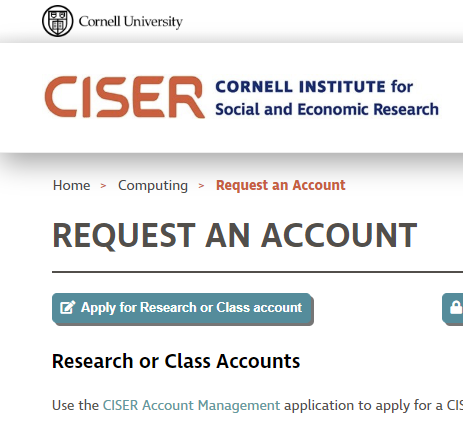 Cornell University
CISER CORNELL INSTITUTE for
Social and Economic Research
Home > Computing > Request an Account
REQUEST AN ACCOUNT
Apply for Research or Class account
Research or Class Accounts
Use the CISER Account Management application to apply for a CIS